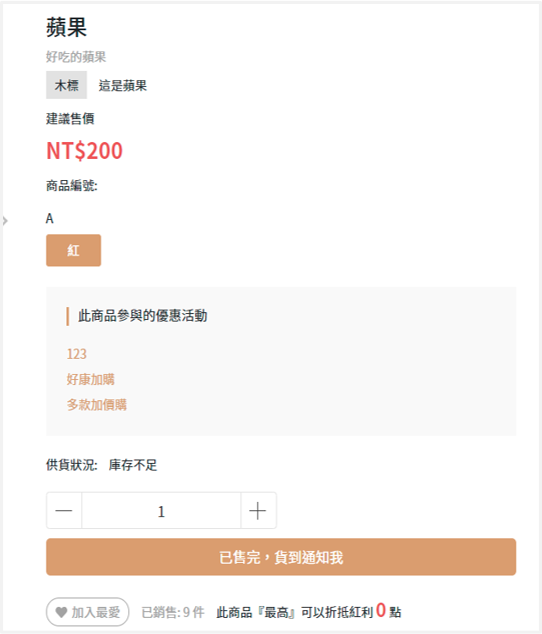 蘋果
好吃的蘋果
木標 這是蘋果
建議售價
NT$200
商品編號:
A
紅
此商品參與的優惠活動
123
好康加購
多款加價購
供貨狀況: 庫存不足
— 1 +
已售完，貨到通知我
加入最愛 已銷售: 9 件 此商品『最高』可以折抵紅利 0 點